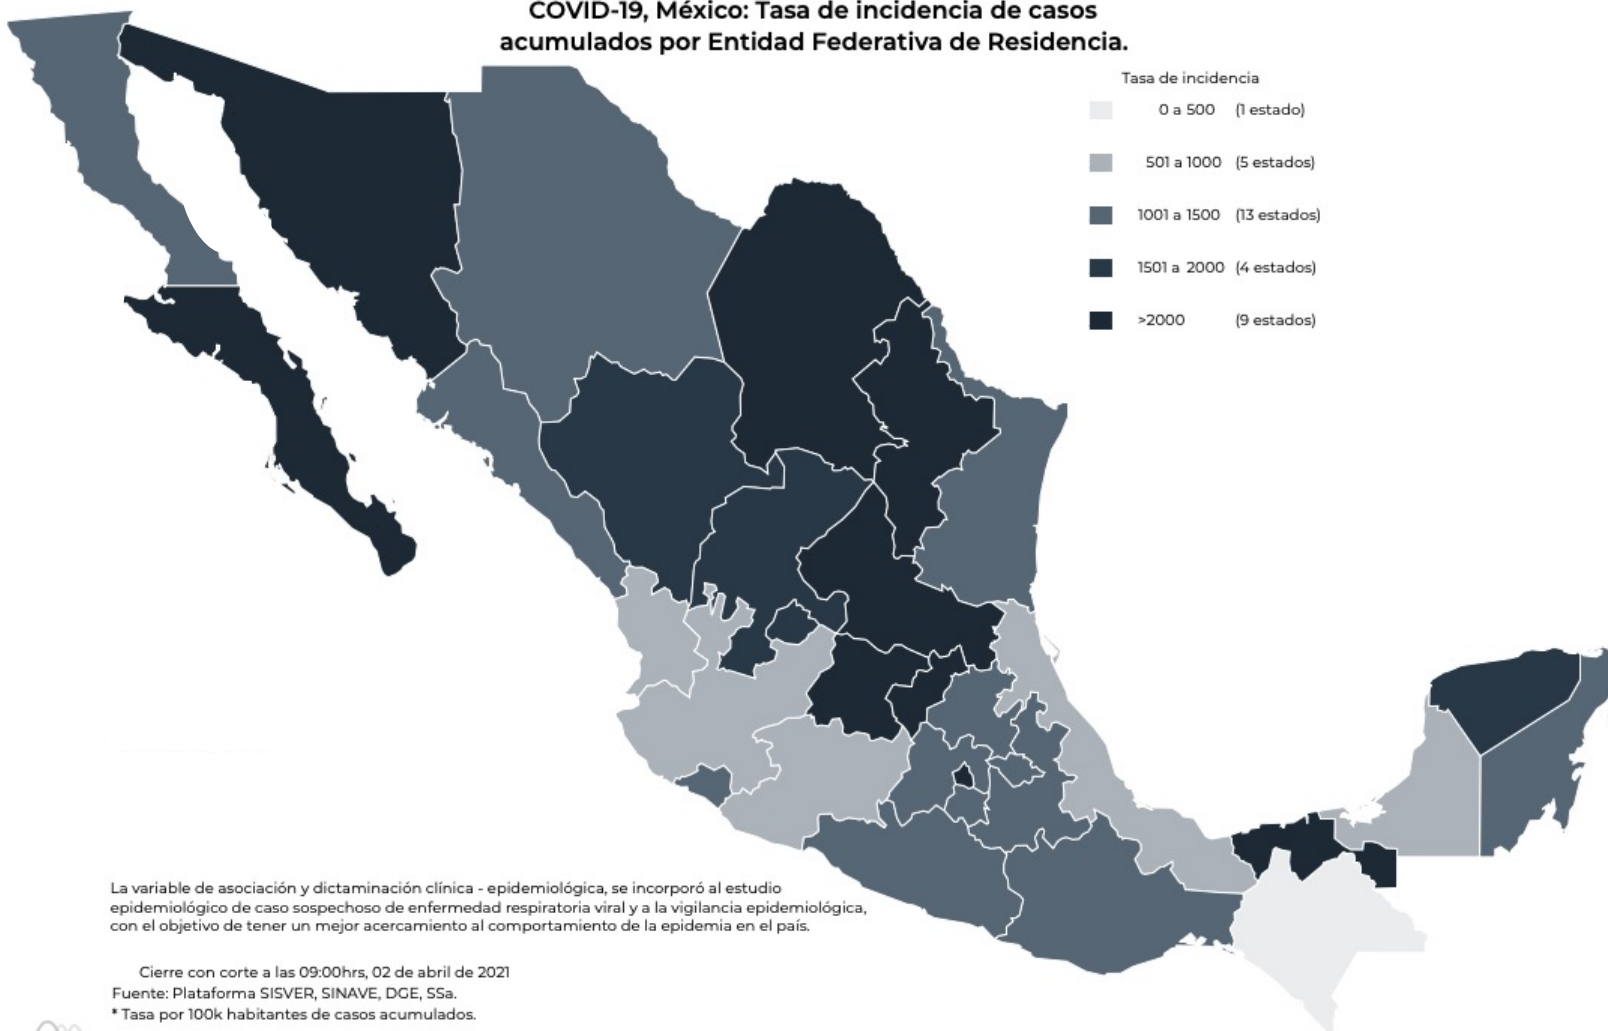 COVID-19, México: Tasa de incidencia de casos
acumulados por Entidad Federativa de Residencia.
Tasa de incidencia
0 a 500 (1 estado)
501 a 1000 (5 estados)
1001 a 1500 (13 estados)
1501 a 2000 (4 estados)
>2000 (9 estados)
La variable de asociación y dictaminación clínica - epidemiológica, se incorporó al estudio
epidemiológico de caso sospechoso de enfermedad respiratoria viral y a la vigilancia epidemiológica,
con el objetivo de tener un mejor acercamiento al comportamiento de la epidemia en el país.
Cierre con corte a las 09:00hrs, 02 de abril de 2021
Fuente: Plataforma SISVER, SINAVE, DGE, SSa.
* Tasa por 100k habitantes de casos acumulados.